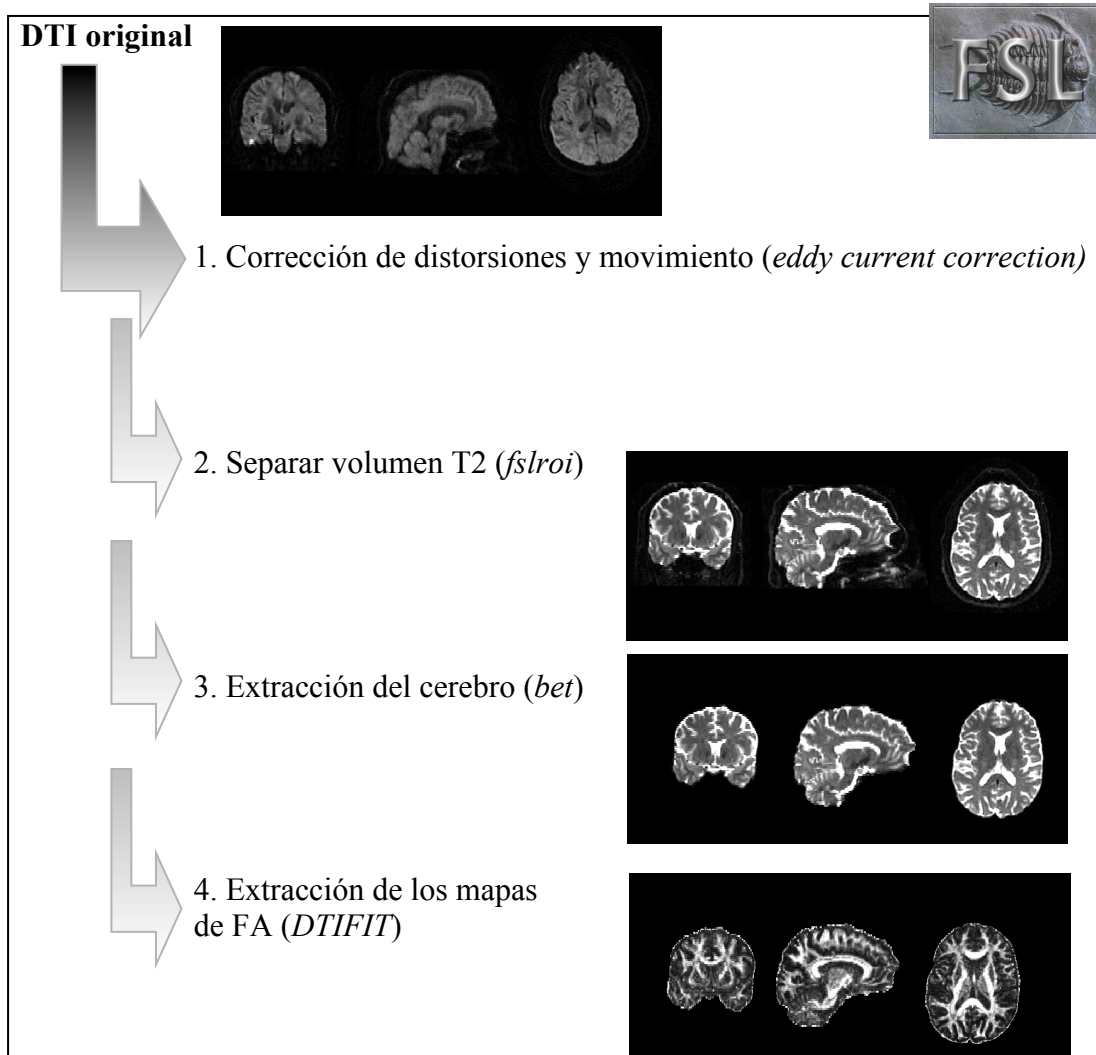 DTI original
FSL
1. Corrección de distorsiones y movimiento (eddy current correction)
2. Separar volumen T2 (fslroi)
3. Extracción del cerebro (bet)
4. Extracción de los mapas
de FA (DTIFIT)